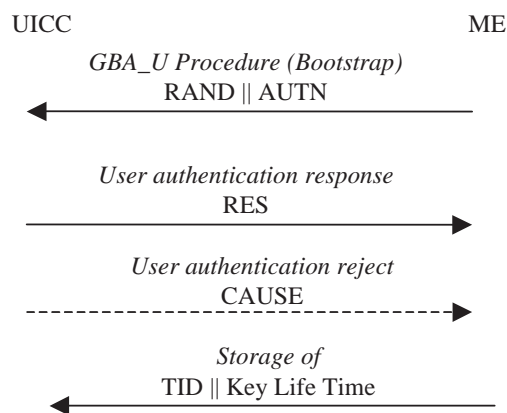 UICC ME
GBA_U Procedure (Bootstrap)
RAND || AUTN
User authentication response
RES
User authentication reject
CAUSE
Storage of
TID || Key Life Time